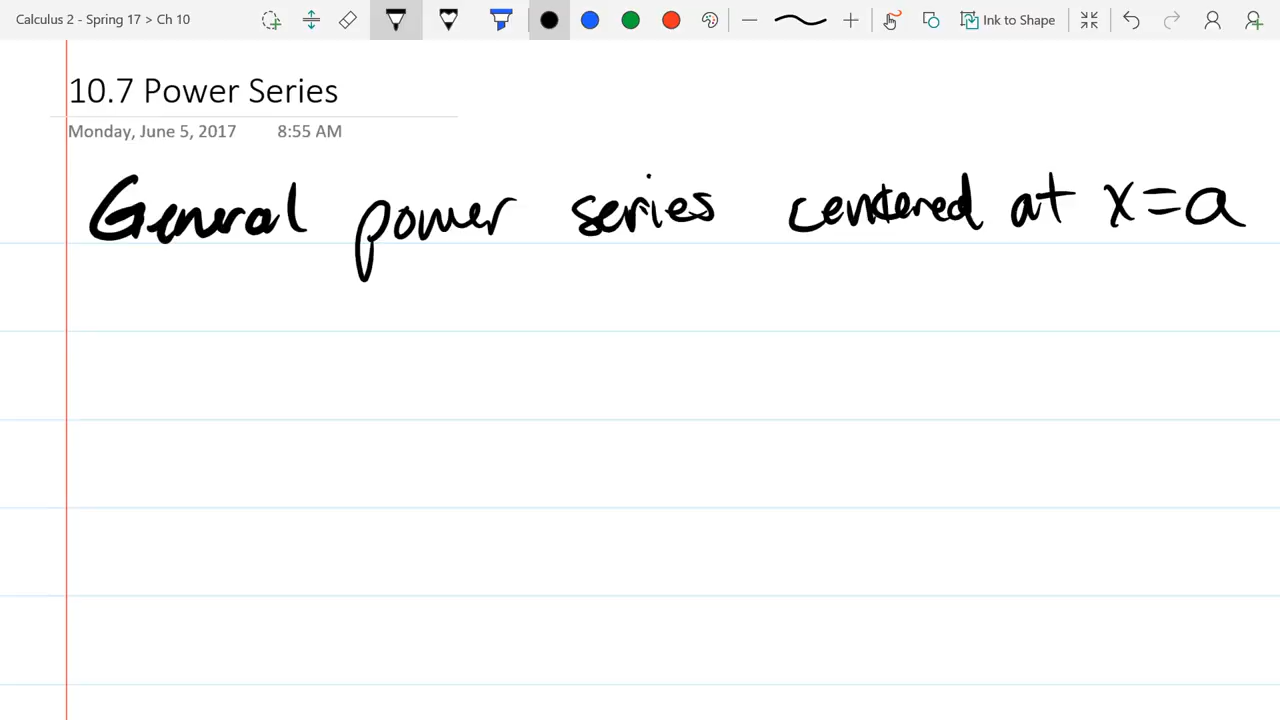 Calculus 2 - Spring 17 > Ch 10
Ink to Shape
10.7 Power Series
Monday, June 5, 2017 8:55 AM
General power series centered at x=a